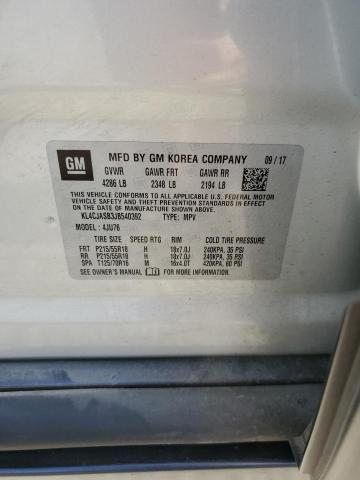 GM
MFD BY GM KOREA COMPANY 09/17
GVWR GAWR FRT GAWR RR
4286 LB 2348 LB 2194 LB
THIS VEHICLE CONFORMS TO ALL APPLICABLE U.S. FEDERAL MOTOR
VEHICLE SAFETY, BUMPER, AND THEFT PREVENTION STANDARDS
IN EFFECT ON THE DATE OF MANUFACTURE SHOWN ABOVE.
KL4CJASB3JB540392 TYPE: MPV
MODEL: 4JU76
TIRE SIZE SPEED RTG RIM COLD TIRE PRESSURE
FRT P215/55R18 H 18x7.0J 240KPA, 35 PSI
RR P215/55R18 H 18x7.0J 240KPA, 35 PSI
SPA T125/70R16 M 16x4.0T 420KPA, 60 PSI
SEE OWNER'S MANUAL FOR MORE INFORMATION.